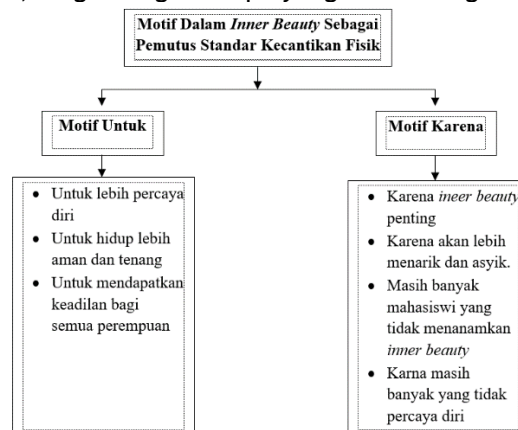 Motif Dalam Inner Beauty Sebagai
Pemutus Standar Kecantikan Fisik
Motif Untuk
Motif Karena
• Untuk lebih percaya
diri
• Untuk hidup lebih
aman dan tenang
• Untuk mendapatkan
keadilan bagi
semua perempuan
• Karena ineer beauty
penting
• Karena akan lebih
menarik dan asyik.
• Masih banyak
mahasiswi yang
tidak menanamkan
inner beauty
• Karna masih
banyak yang tidak
percaya diri